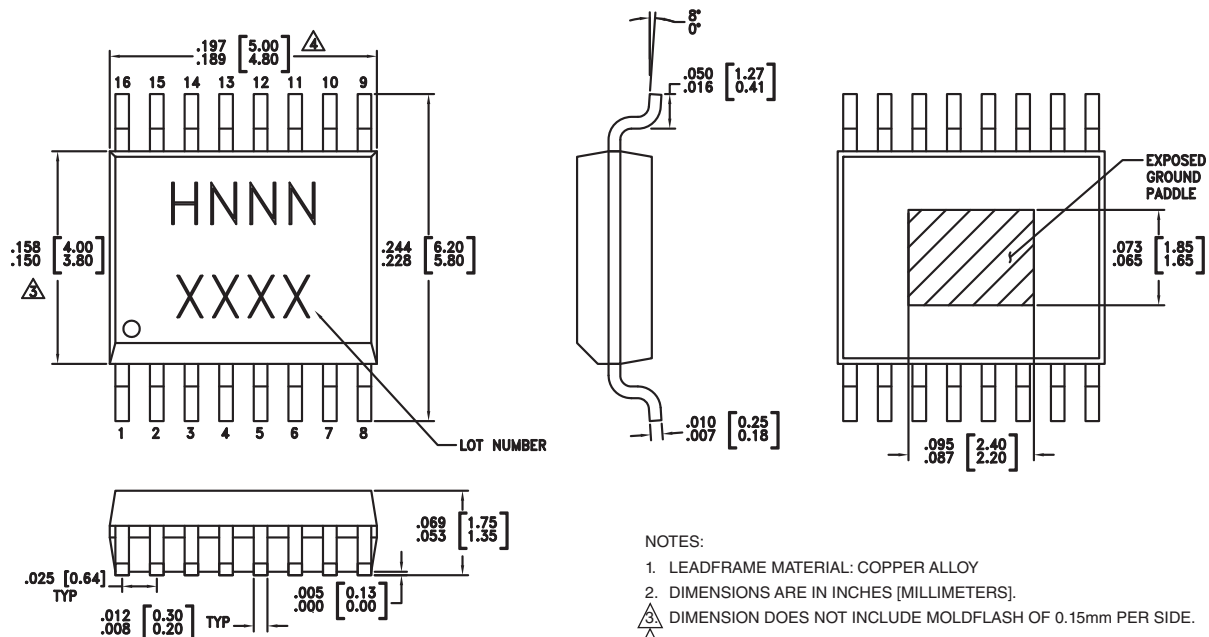 .197 [5.00]
.189 [4.80] 4
16 15 14 13 12 11 10 9
HNNN
XXXX
.158 [4.00]
.150 [3.80]
3
.244 [6.20]
.228 [5.80]
1 2 3 4 5 6 7 8
LOT NUMBER
8°
0°
.050 [1.27]
.016 [0.41]
.010 [0.25]
.007 [0.18]
EXPOSED
GROUND
PADDLE
.073 [1.85]
.065 [1.65]
.095 [2.40]
.087 [2.20]
.069 [1.75]
.053 [1.35]
.025 [0.64]
TYP
.012 [0.30]
.008 [0.20] TYP
.005 [0.13]
.000 [0.00]
NOTES:
1. LEADFRAME MATERIAL: COPPER ALLOY
2. DIMENSIONS ARE IN INCHES [MILLIMETERS].
3. DIMENSION DOES NOT INCLUDE MOLDFLASH OF 0.15mm PER SIDE.